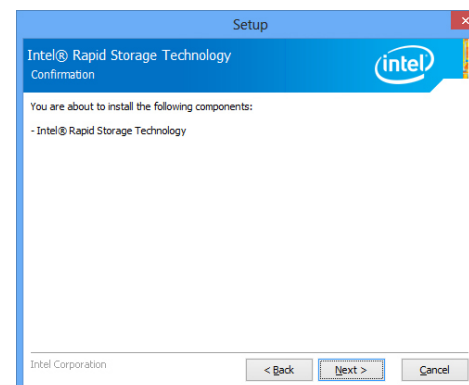 Setup
Intel® Rapid Storage Technology
Confirmation
intel
You are about to install the following components:
- Intel® Rapid Storage Technology
Intel Corporation
< Back
Next >
Cancel